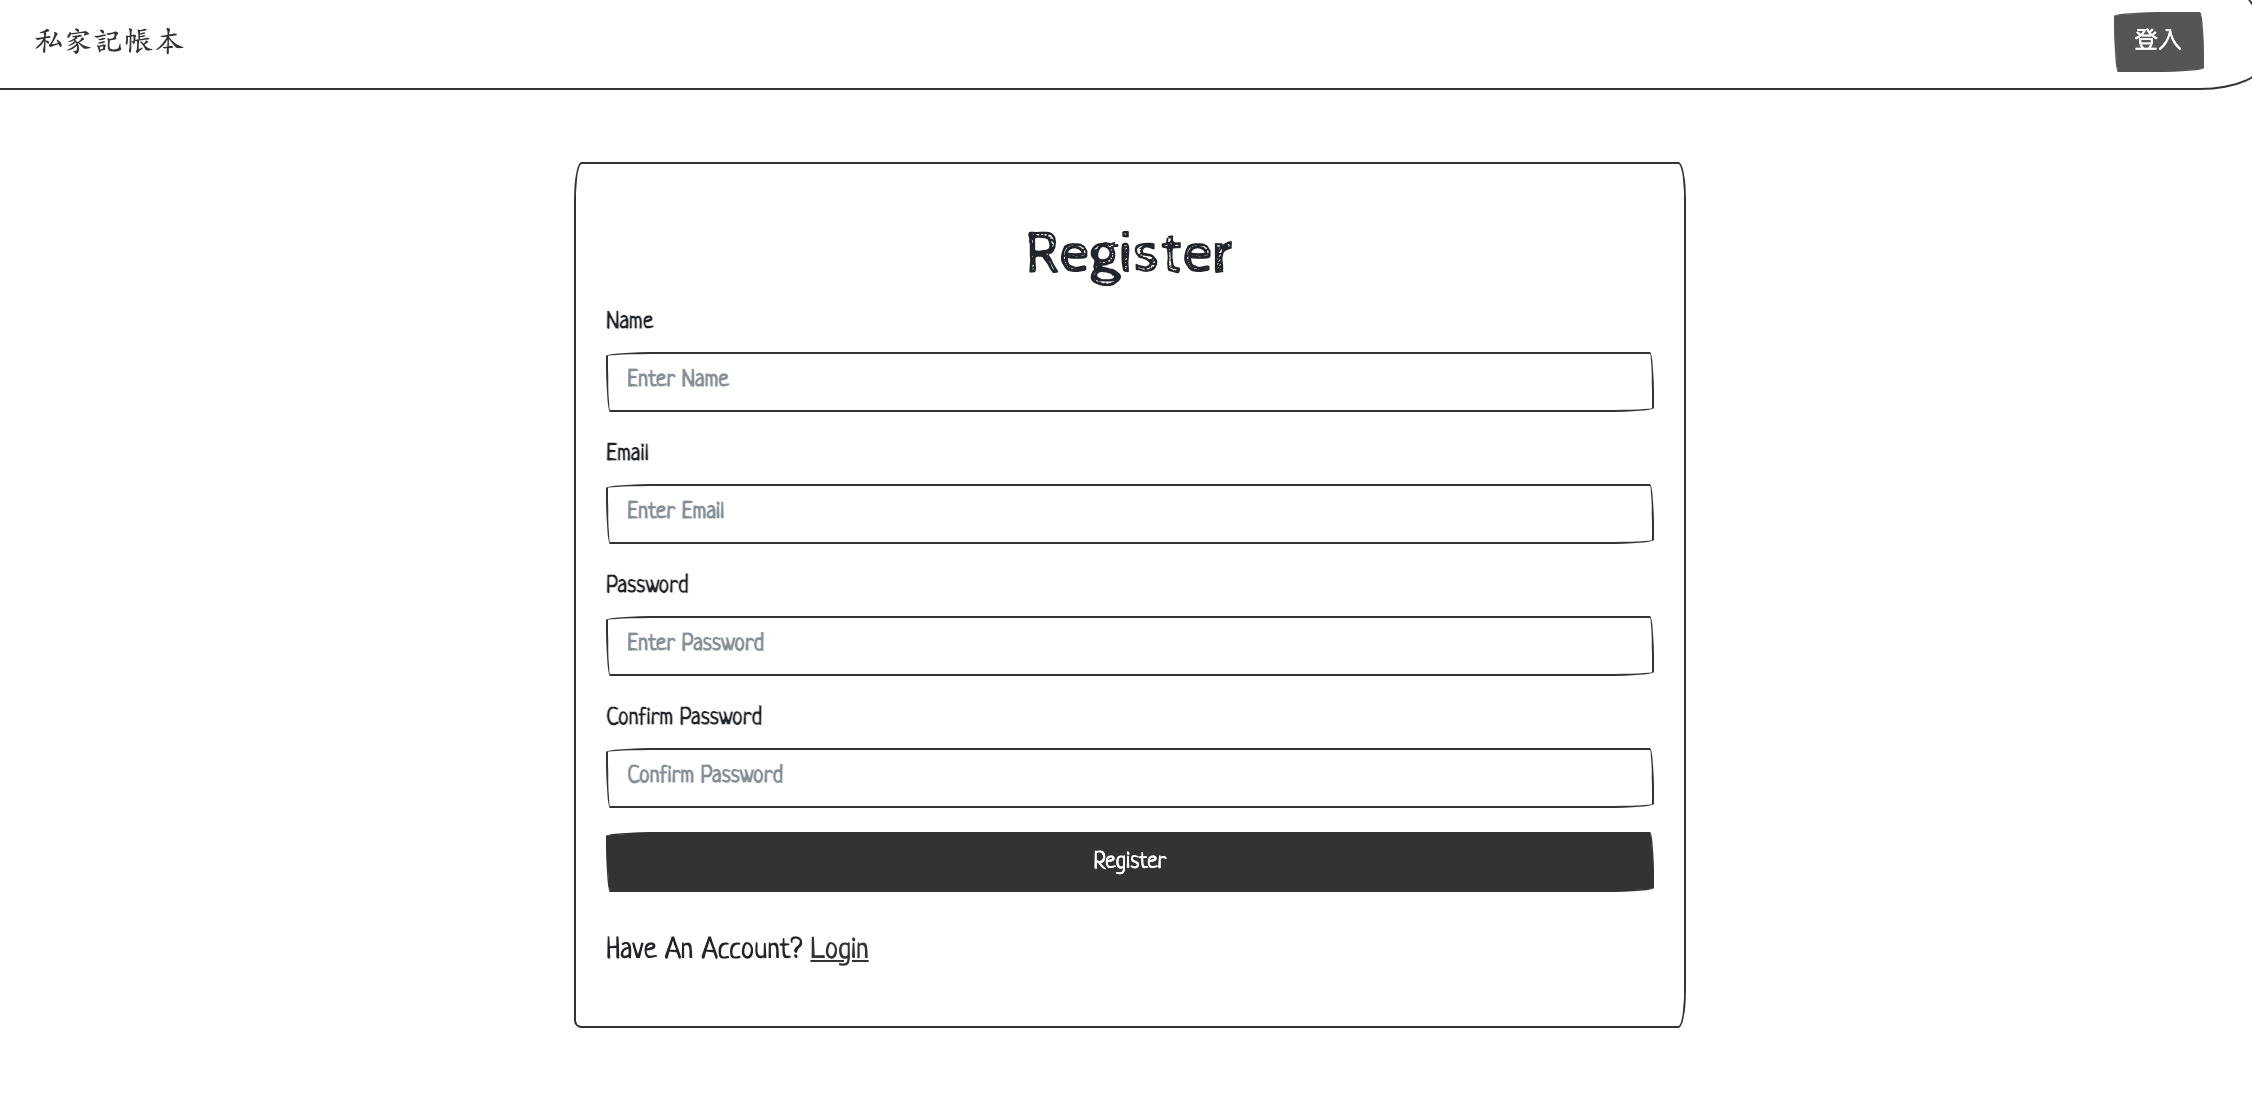 私家記帳本
登入
Register
Name
Enter Name
Email
Enter Email
Password
Enter Password
Confirm Password
Confirm Password
Register
Have An Account? Login